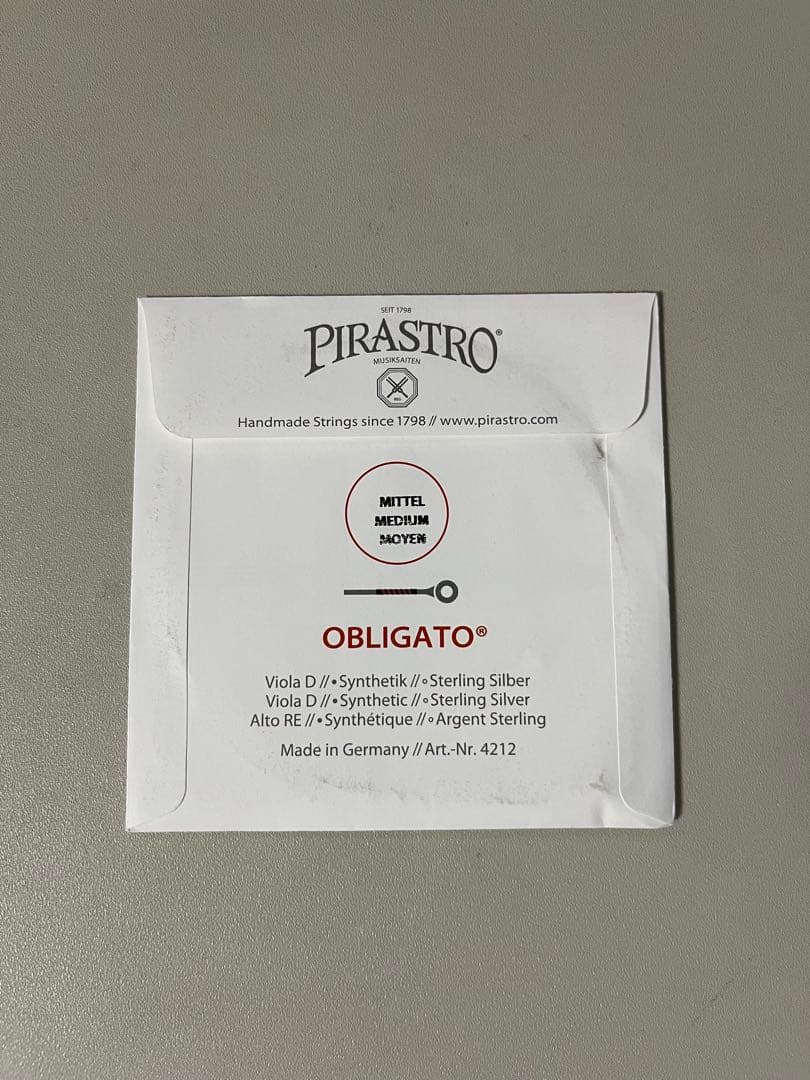 SEIT 1798
PIRASTRO®
MUSIKSAITEN
REG
Handmade Strings since 1798 // www.pirastro.com
MITTEL
MEDIUM
MOYEN
OBLIGATO®
Viola D //•Synthetik //∘Sterling Silber
Viola D //•Synthetic //∘Sterling Silver
Alto RE //•Synthétique //∘Argent Sterling
Made in Germany // Art.-Nr. 4212